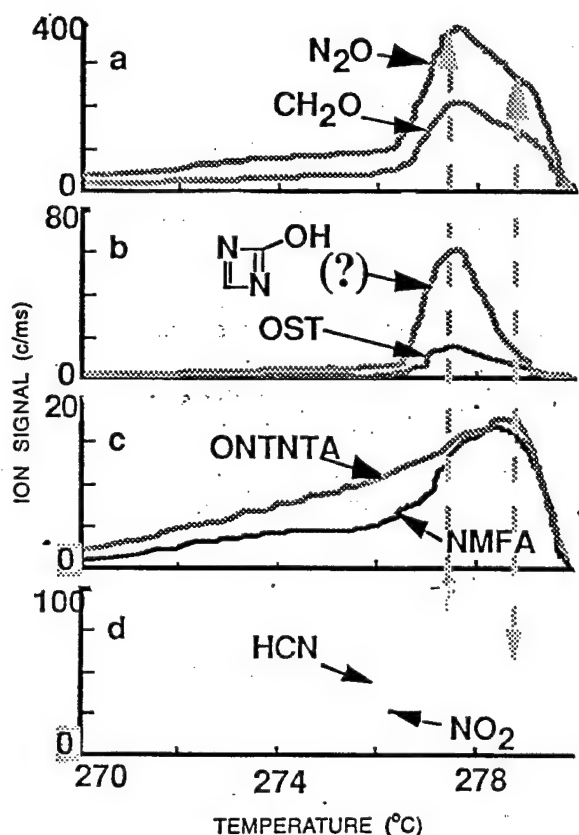 400
a
N₂O
CH₂O
0
80
b
N
OH
N
(?)
OST
0
ION SIGNAL (c/ms)
20
c
ONTNTA
NMFA
0
100
d
HCN
NO₂
0
270
274
278
TEMPERATURE (°C)